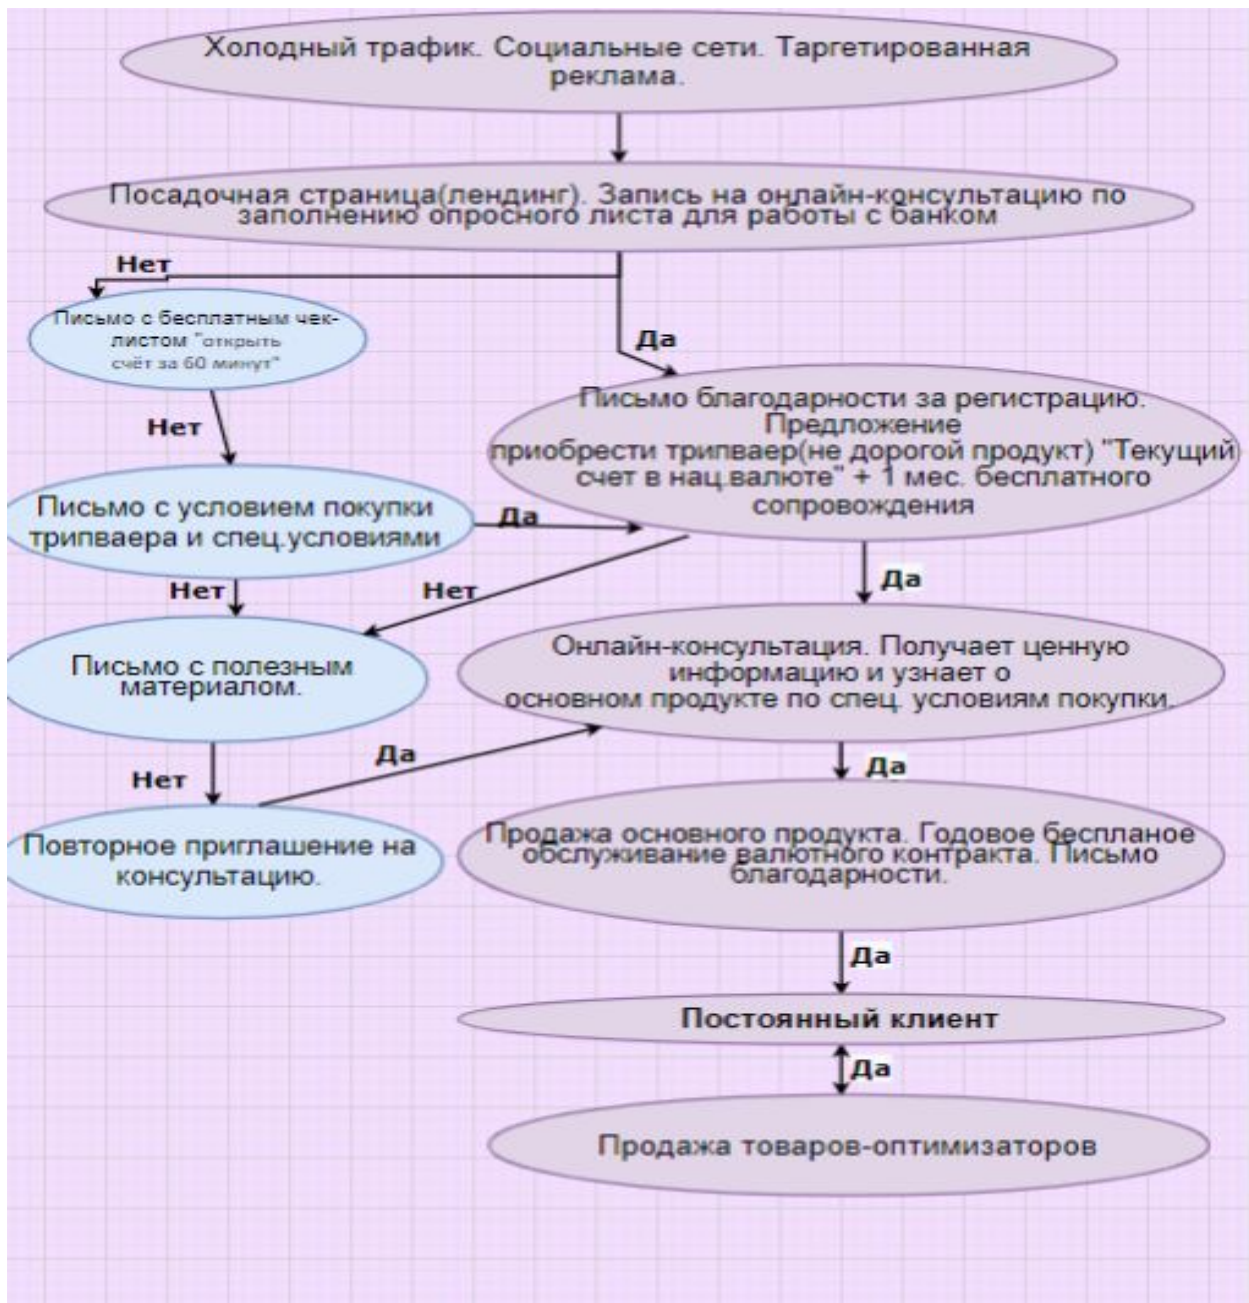 Холодный трафик. Социальные сети. Таргетированная
реклама.
Посадочная страница(лендинг). Запись на онлайн-консультацию по
заполнению опросного листа для работы с банком
Нет
Да
Письмо с бесплатным чек-
листом "открыть
счёт за 60 минут"
Письмо благодарности за регистрацию.
Предложение
приобрести трипваер(не дорогой продукт) "Текущий
счет в нац.валюте" + 1 мес. бесплатного
сопровождения
Нет
Письмо с условием покупки
трипваера и спец.условиями
Да
Нет
Нет
Да
Письмо с полезным
материалом.
Онлайн-консультация. Получает ценную
информацию и узнает о
основном продукте по спец. условиям покупки.
Нет
Да
Да
Повторное приглашение на
консультацию.
Продажа основного продукта. Годовое беспланое
обслуживание валютного контракта. Письмо
благодарности.
Да
Постоянный клиент
Да
Продажа товаров-оптимизаторов